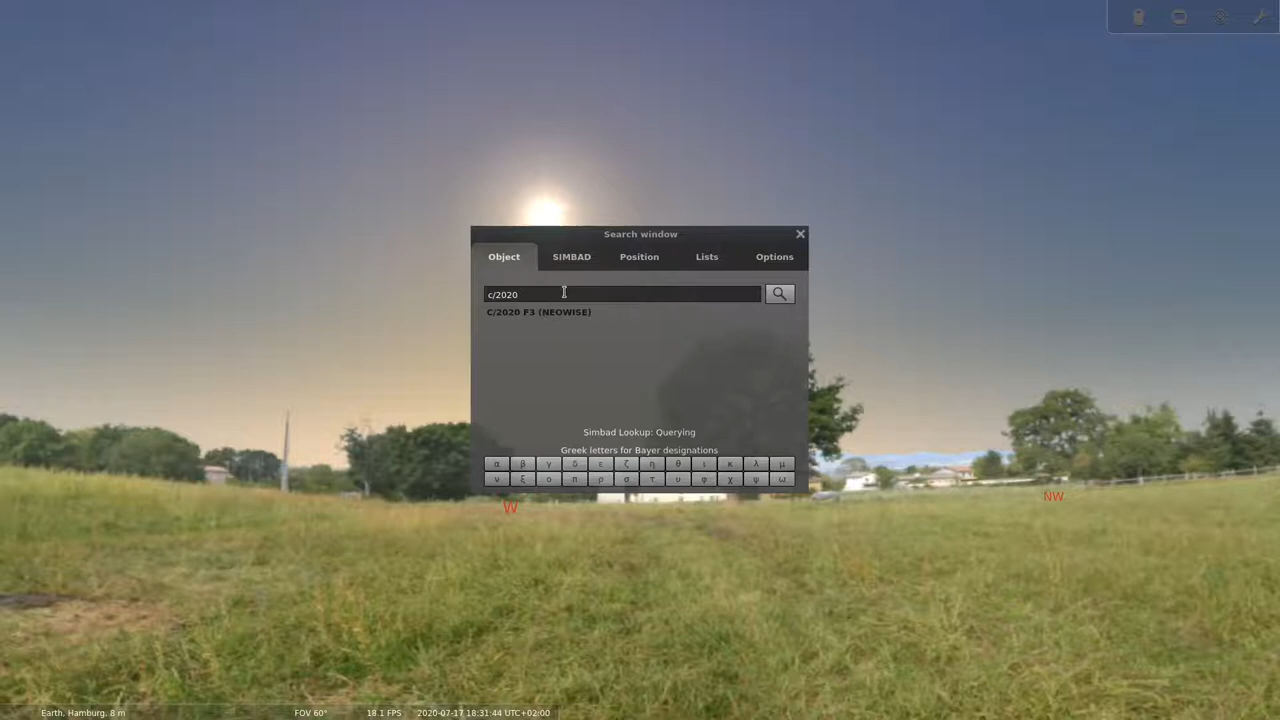 Search window
Object SIMBAD Position Lists Options
c/2020
C/2020 F3 (NEOWISE)
Simbad Lookup: Querying
Greek letters for Bayer designations
α β γ δ ε ζ η θ ι κ λ μ
ν ξ ο π ρ σ τ υ φ χ ψ ω
W
NW
Earth, Hamburg, 8 m FOV 60° 18.1 FPS 2020-07-17 18:31:44 UTC+02:00